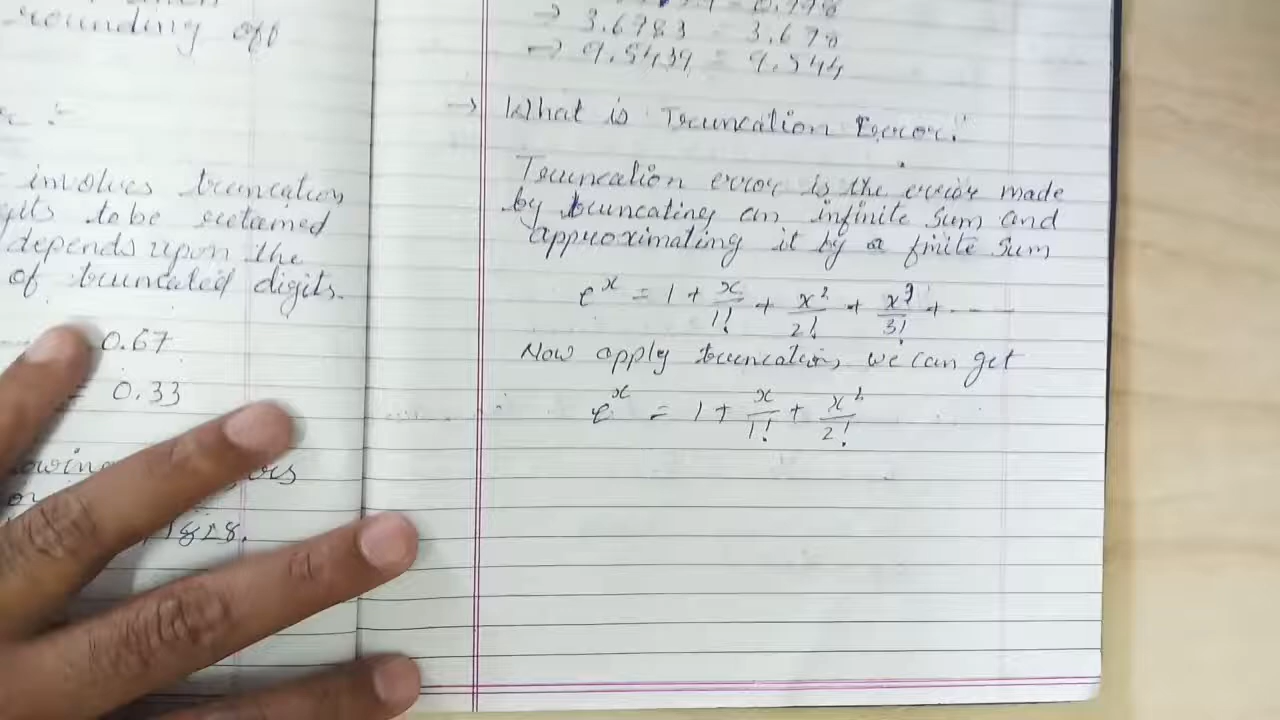 rounding off
involves truncation
to be retained
depends upon the
of truncated digits.
0.67
= 0.33
1828.
→ 3.6783 = 3.678
→ 9.5439 = 9.544
→ What is Truncation Error:
Truncation error is the error made
by truncating an infinite sum and
approximating it by a finite sum
e^x = 1 + x/1! + x²/2! + x³/3! + ----
Now apply truncation, we can get
e^x = 1 + x/1! + x²/2!